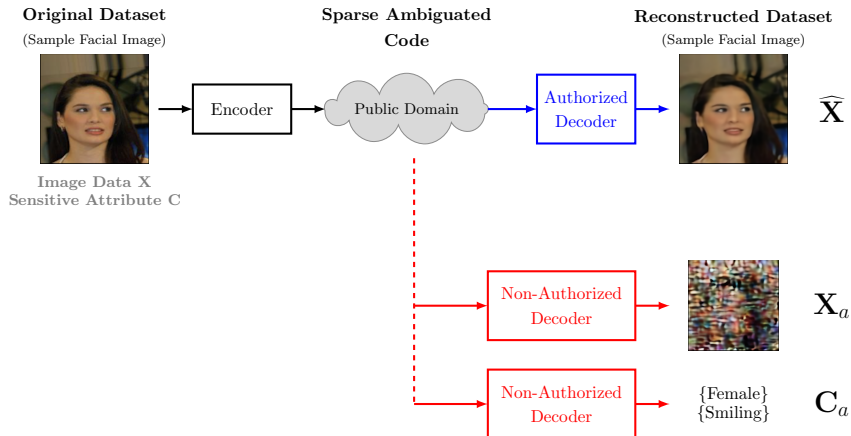 Original Dataset
(Sample Facial Image)
Sparse Ambiguated
Code
Reconstructed Dataset
(Sample Facial Image)
Encoder
Public Domain
Authorized
Decoder
X̂
Image Data X
Sensitive Attribute C
Non-Authorized
Decoder
Xₐ
Non-Authorized
Decoder
{Female}
{Smiling}
Cₐ